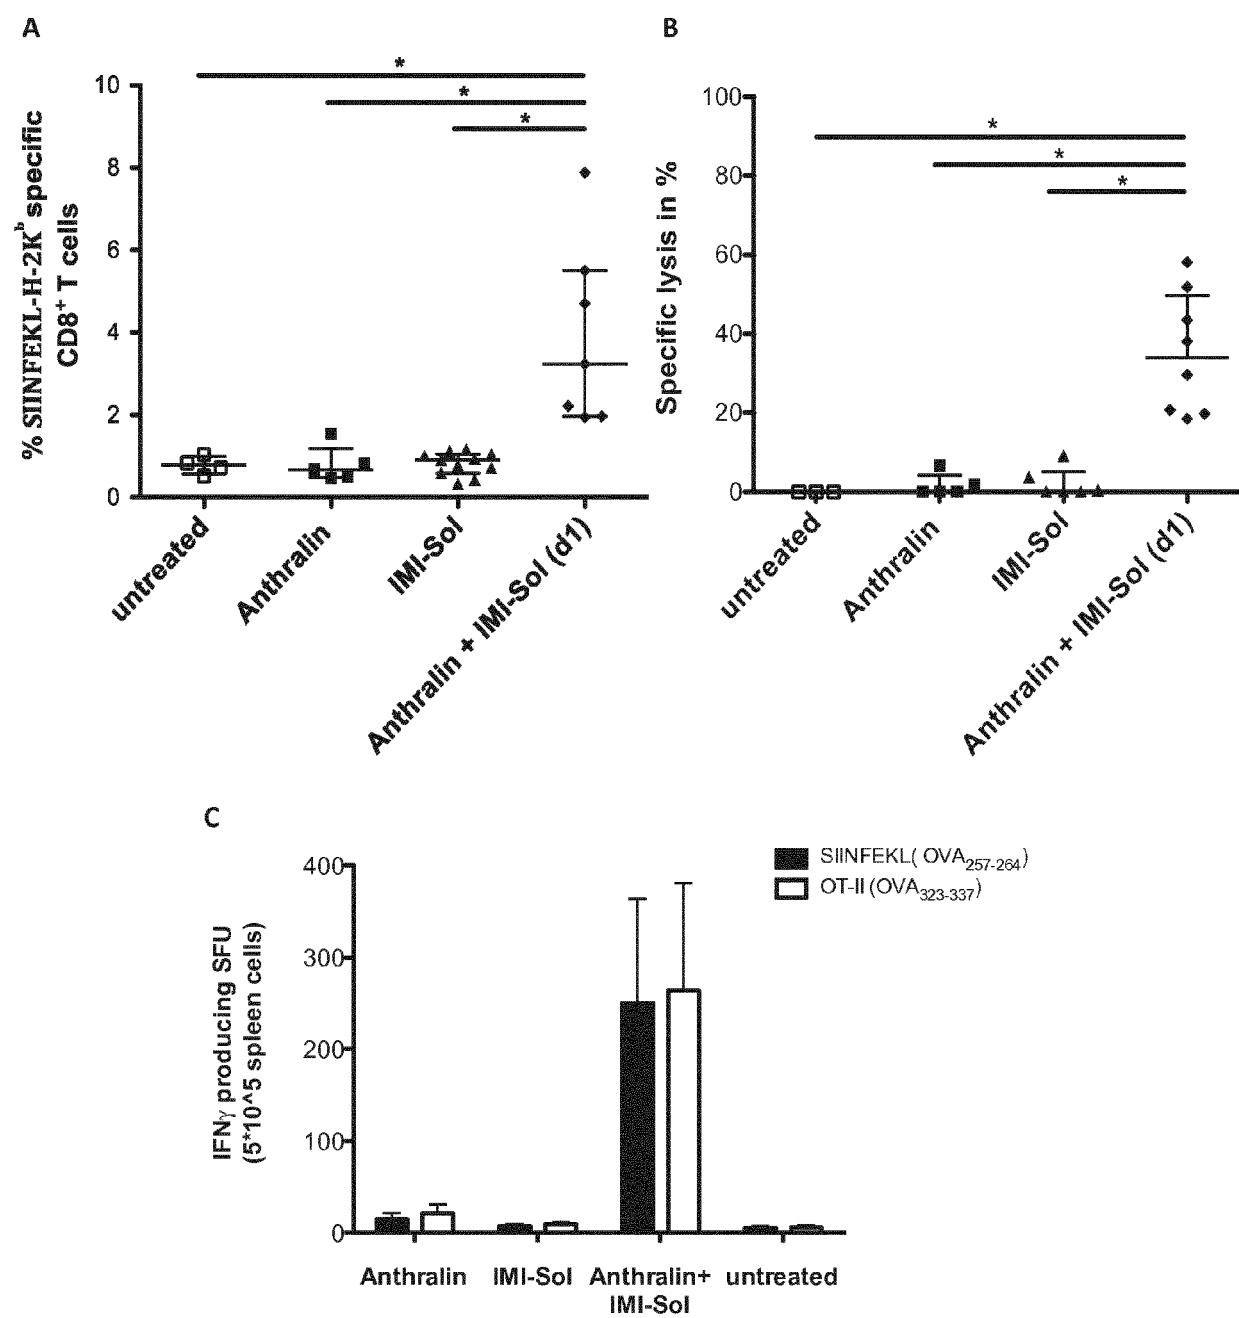 A
% SIINFEKL-H-2Kᵇ specific
CD8⁺ T cells
10
8
6
4
2
0
*
*
*
untreated
Anthralin
IMI-Sol
Anthralin + IMI-Sol (d1)
B
Specific lysis in %
100
80
60
40
20
0
*
*
*
untreated
Anthralin
IMI-Sol
Anthralin + IMI-Sol (d1)
C
IFNγ producing SFU
(5*10^5 spleen cells)
400
300
200
100
0
SIINFEKL( OVA₂₅₇₋₂₆₄)
OT-II (OVA₃₂₃₋₃₃₇)
Anthralin IMI-Sol Anthralin+ untreated
IMI-Sol